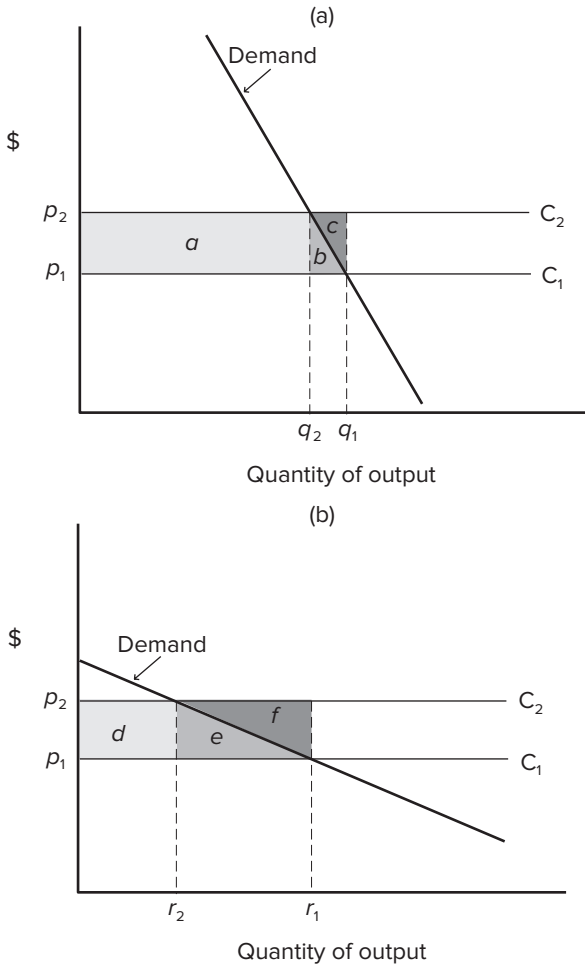 (a)
Demand
$
p2
c
C2
a
b
p1
C1
q2 q1
Quantity of output
(b)
$
Demand
p2
f
C2
d
e
p1
C1
r2 r1
Quantity of output